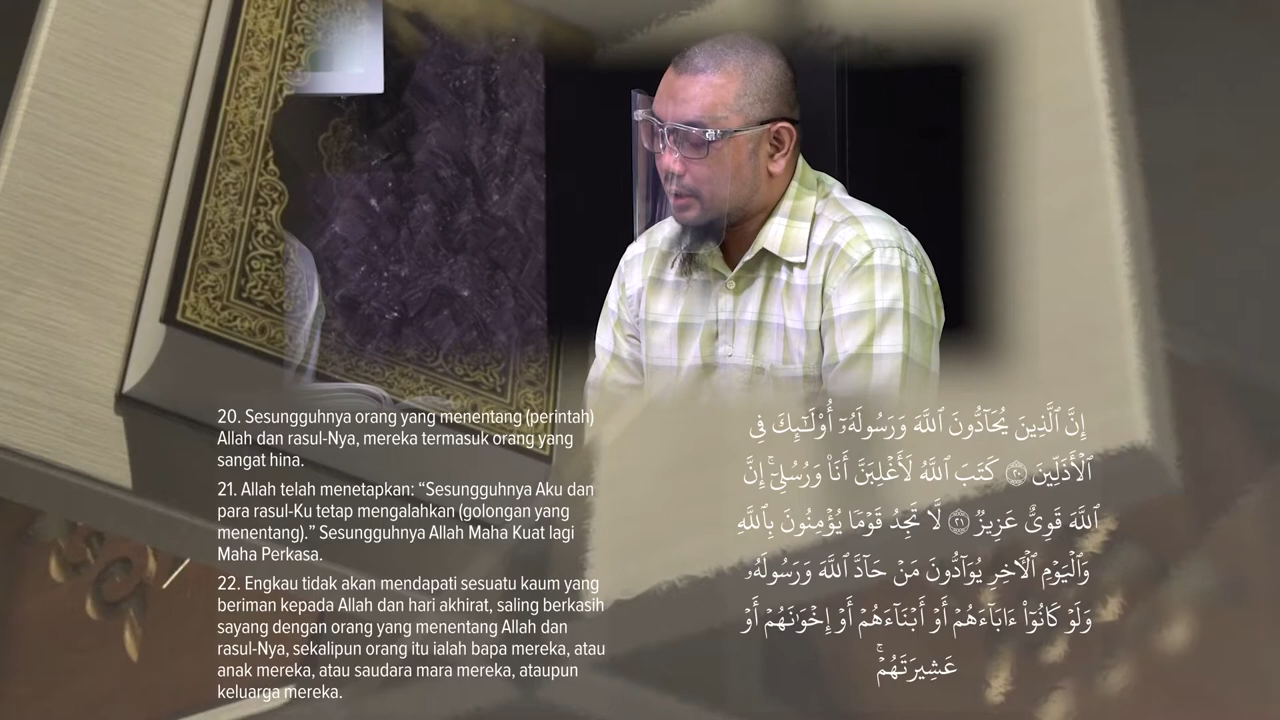 20. Sesungguhnya orang yang menentang (perintah)
Allah dan rasul-Nya, mereka termasuk orang yang
sangat hina.
21. Allah telah menetapkan: “Sesungguhnya Aku dan
para rasul-Ku tetap mengalahkan (golongan yang
menentang).” Sesungguhnya Allah Maha Kuat lagi
Maha Perkasa.
22. Engkau tidak akan mendapati sesuatu kaum yang
beriman kepada Allah dan hari akhirat, saling berkasih
sayang dengan orang yang menentang Allah dan
rasul-Nya, sekalipun orang itu ialah bapa mereka, atau
anak mereka, atau saudara mara mereka, ataupun
keluarga mereka.
إِنَّ ٱلَّذِينَ يُحَآدُّونَ ٱللَّهَ وَرَسُولَهُۥٓ أُوْلَٰٓئِكَ فِي
ٱلۡأَذَلِّينَ ٢٠ كَتَبَ ٱللَّهُ لَأَغۡلِبَنَّ أَنَا۠ وَرُسُلِيٓۚ إِنَّ
ٱللَّهَ قَوِيٌّ عَزِيزٞ ٢١ لَّا تَجِدُ قَوۡمٗا يُؤۡمِنُونَ بِٱللَّهِ
وَٱلۡيَوۡمِ ٱلۡأٓخِرِ يُوَآدُّونَ مَنۡ حَآدَّ ٱللَّهَ وَرَسُولَهُۥ
وَلَوۡ كَانُوٓاْ ءَابَآءَهُمۡ أَوۡ أَبۡنَآءَهُمۡ أَوۡ إِخۡوَٰنَهُمۡ أَوۡ
عَشِيرَتَهُمۡۚ